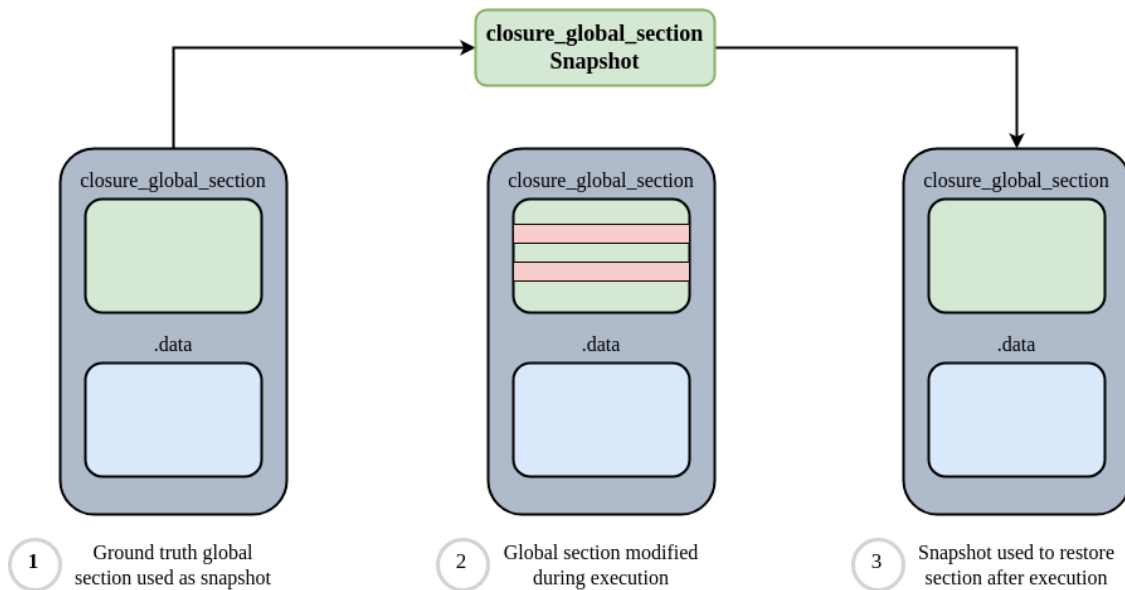 closure_global_section
Snapshot
closure_global_section
.data
closure_global_section
.data
closure_global_section
.data
1
Ground truth global
section used as snapshot
2
Global section modified
during execution
3
Snapshot used to restore
section after execution